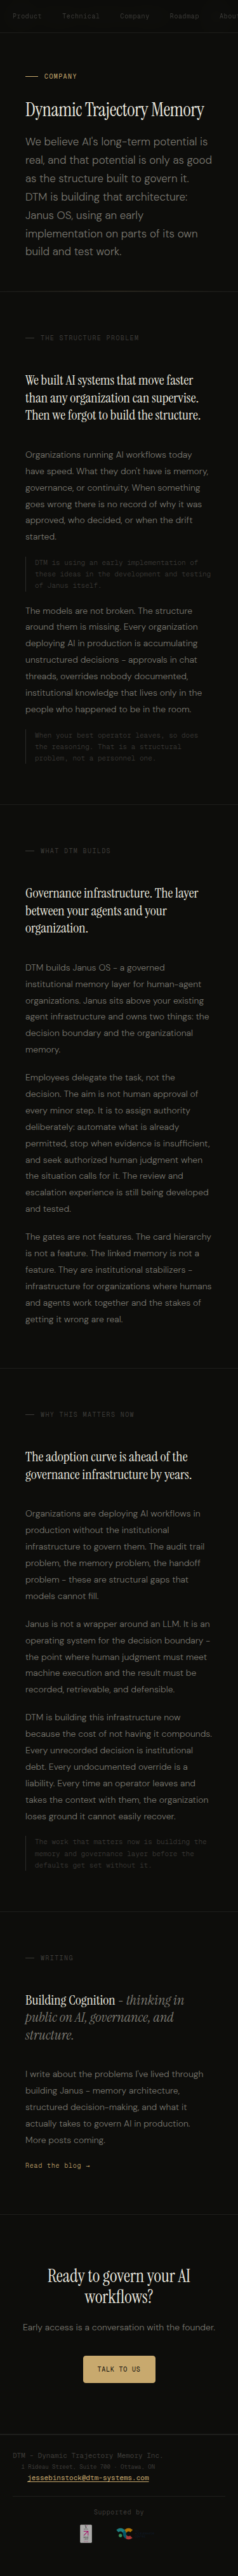 Product Technical Company Roadmap Abou
COMPANY
Dynamic Trajectory Memory
We believe AI's long-term potential is
real, and that potential is only as good
as the structure built to govern it.
DTM is building that architecture:
Janus OS, using an early
implementation on parts of its own
build and test work.
THE STRUCTURE PROBLEM
We built AI systems that move faster
than any organization can supervise.
Then we forgot to build the structure.
Organizations running AI workflows today
have speed. What they don't have is memory,
governance, or continuity. When something
goes wrong there is no record of why it was
approved, who decided, or when the drift
started.
DTM is using an early implementation of
these ideas in the development and testing
of Janus itself.
The models are not broken. The structure
around them is missing. Every organization
deploying AI in production is accumulating
unstructured decisions - approvals in chat
threads, overrides nobody documented,
institutional knowledge that lives only in the
people who happened to be in the room.
When your best operator leaves, so does
the reasoning. That is a structural
problem, not a personnel one
WHAT DTM BUILDS
Governance infrastructure. The layer
between your agents and your
organization.
DTM builds Janus OS - a governed
institutional memory layer for human-agent
organizations. Janus sits above your existing
agent infrastructure and owns two things: the
decision boundary and the organizational
memory.
Employees delegate the task, not the
decision. The aim is not human approval of
every minor step. It is to assign authority
deliberately: automate what is already
permitted, stop when evidence is insufficient,
and seek authorized human judgment when
the situation calls for it. The review and
escalation experience is still being developed
and tested.
The gates are not features. The card hierarchy
is not a feature. The linked memory is not a
feature. They are institutional stabilizers -
infrastructure for organizations where humans
and agents work together and the stakes of
getting it wrong are real.
WHY THIS MATTERS NOW
The adoption curve is ahead of the
governance infrastructure by years.
Organizations are deploying AI workflows in
production without the institutional
infrastructure to govern them. The audit trail
problem, the memory problem, the handoff
problem - these are structural gaps that
models cannot fill.
Janus is not a wrapper around an LLM. It is an
operating system for the decision boundary -
the point where human judgment must meet
machine execution and the result must be
recorded, retrievable, and defensible.
DTM is building this infrastructure now
because the cost of not having it compounds.
Every unrecorded decision is institutional
debt. Every undocumented override is a
liability. Every time an operator leaves and
takes the context with them, the organization
loses ground it cannot easily recover.
The work that matters now is building the
memory and governance layer before the
defaults get set without it.
WRITING
Building Cognition - thinking in
public on AI, governance, and
structure.
I write about the problems I've lived through
building Janus - memory architecture,
structured decision-making, and what it
actually takes to govern AI in production.
More posts coming.
Read the blog →
Ready to govern your AI
workflows?
Early access is a conversation with the founder.
TALK TO US
DTM - Dynamic Trajectory Memory Inc.
1 Rideau Street, Suite 700 · Ottawa, ON
jessebinstock@dtm-systems.com
Supported by